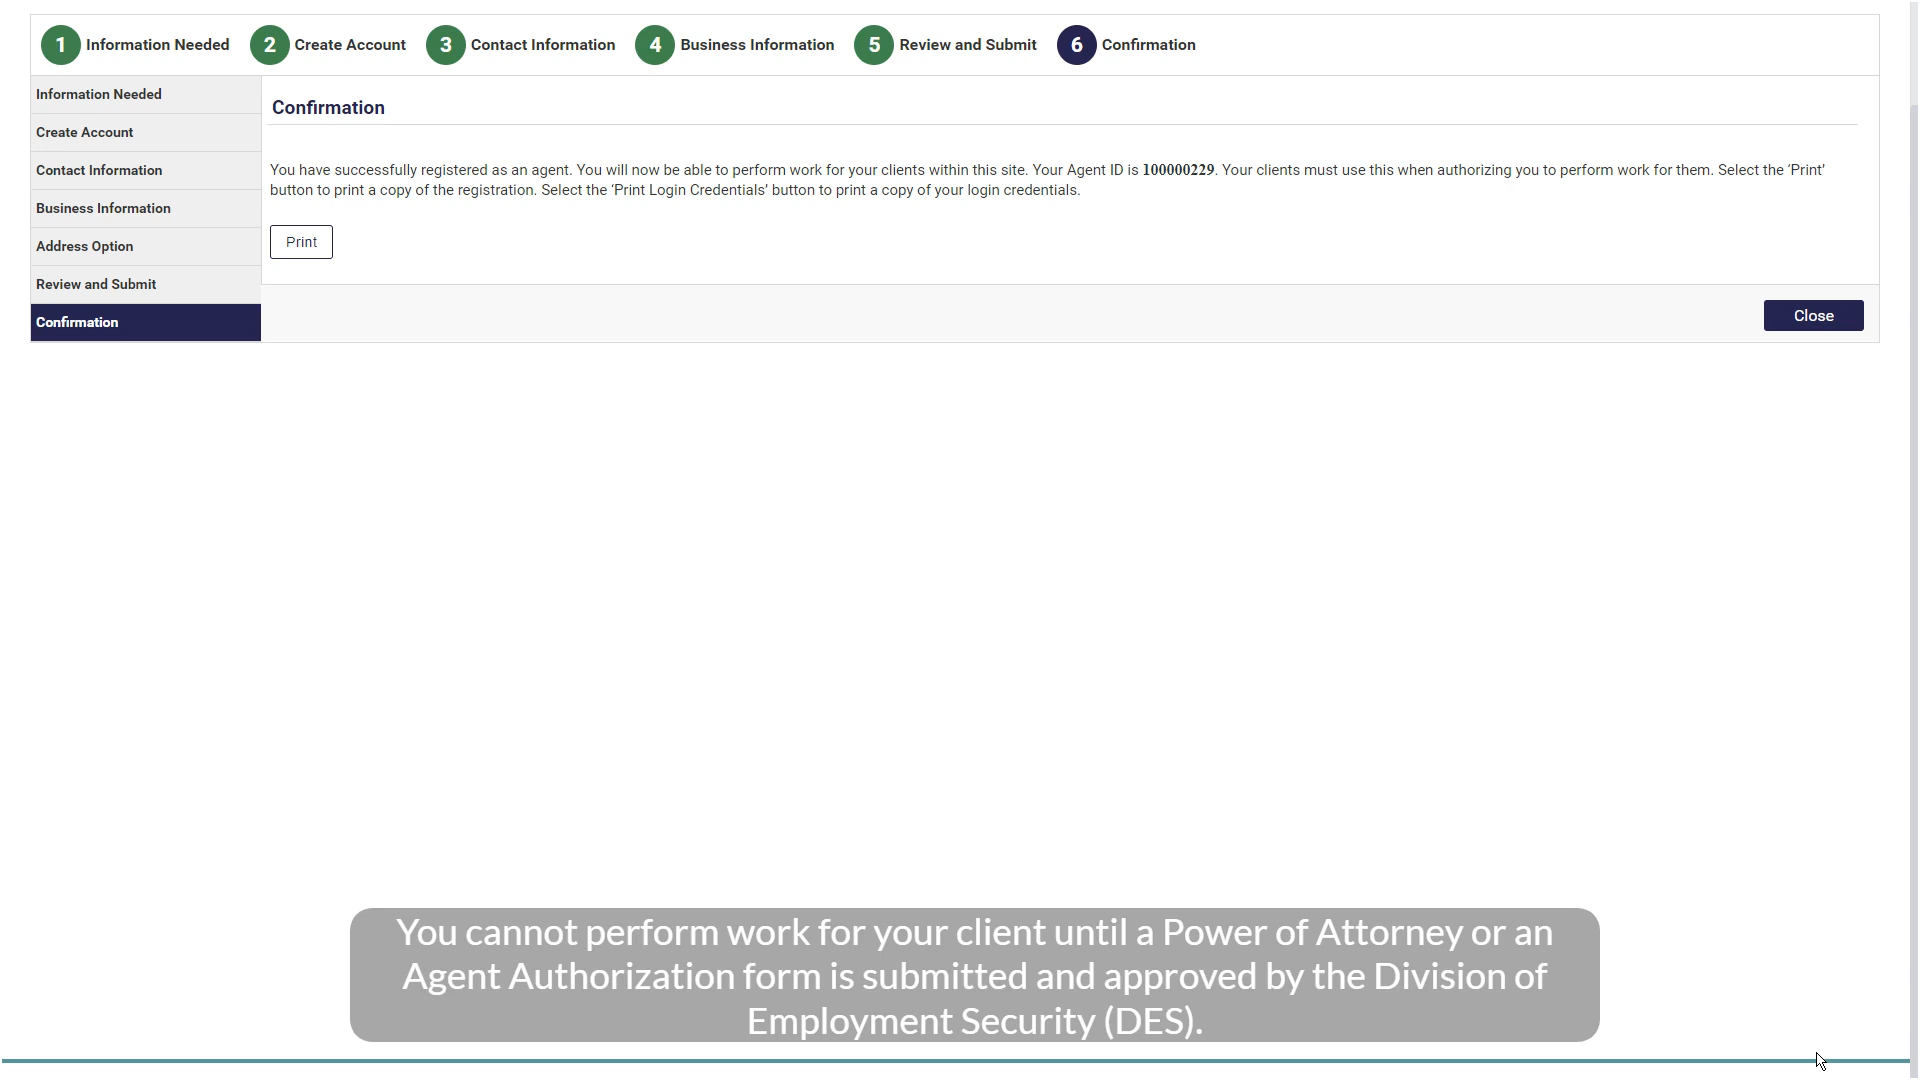 1 Information Needed 2 Create Account 3 Contact Information 4 Business Information 5 Review and Submit 6 Confirmation
Information Needed
Create Account
Contact Information
Business Information
Address Option
Review and Submit
Confirmation
Confirmation
You have successfully registered as an agent. You will now be able to perform work for your clients within this site. Your Agent ID is 100000229. Your clients must use this when authorizing you to perform work for them. Select the ‘Print’
button to print a copy of the registration. Select the ‘Print Login Credentials’ button to print a copy of your login credentials.
Print
Close
You cannot perform work for your client until a Power of Attorney or an
Agent Authorization form is submitted and approved by the Division of
Employment Security (DES).